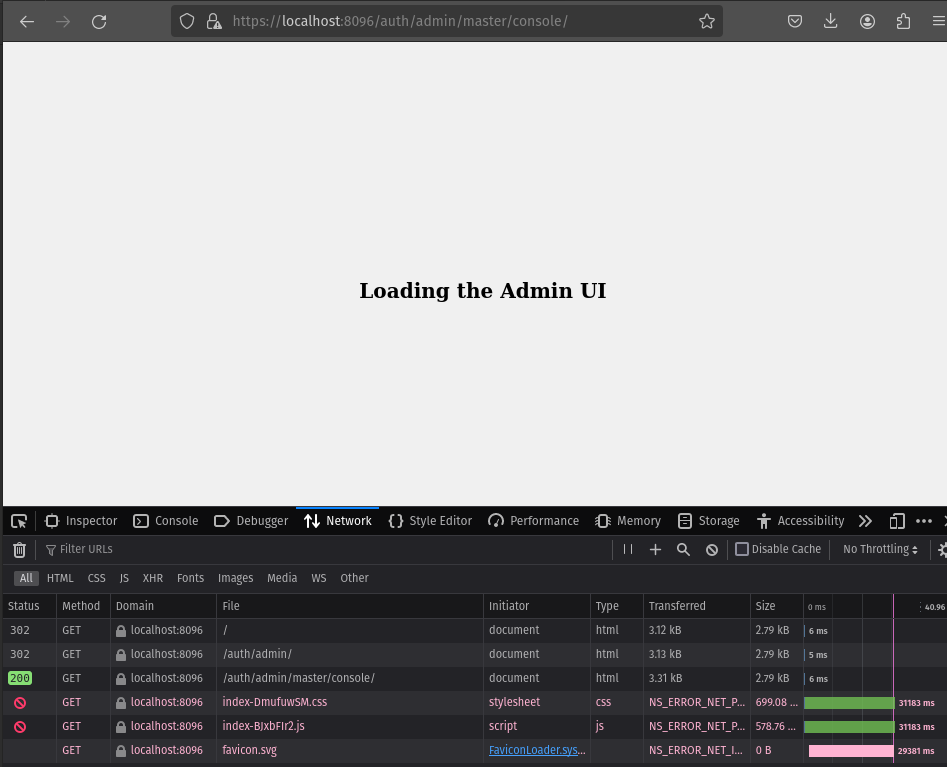 https://localhost:8096/auth/admin/master/console/
Loading the Admin UI
Inspector Console Debugger Network Style Editor Performance Memory Storage Accessibility
Filter URLs Disable Cache No Throttling
All HTML CSS JS XHR Fonts Images Media WS Other
Status Method Domain File Initiator Type Transferred Size 0 ms 40.96
302 GET localhost:8096 / document html 3.12 kB 2.79 kB 6 ms
302 GET localhost:8096 /auth/admin/ document html 3.13 kB 2.79 kB 5 ms
200 GET localhost:8096 /auth/admin/master/console/ document html 3.31 kB 2.79 kB 6 ms
GET localhost:8096 index-DmufuwSM.css stylesheet css NS_ERROR_NET_P... 699.08 ... 31183 ms
GET localhost:8096 index-BJxbFIr2.js script js NS_ERROR_NET_P... 578.76 ... 31183 ms
GET localhost:8096 favicon.svg FaviconLoader.sys... NS_ERROR_NET_I... 0 B 29381 ms